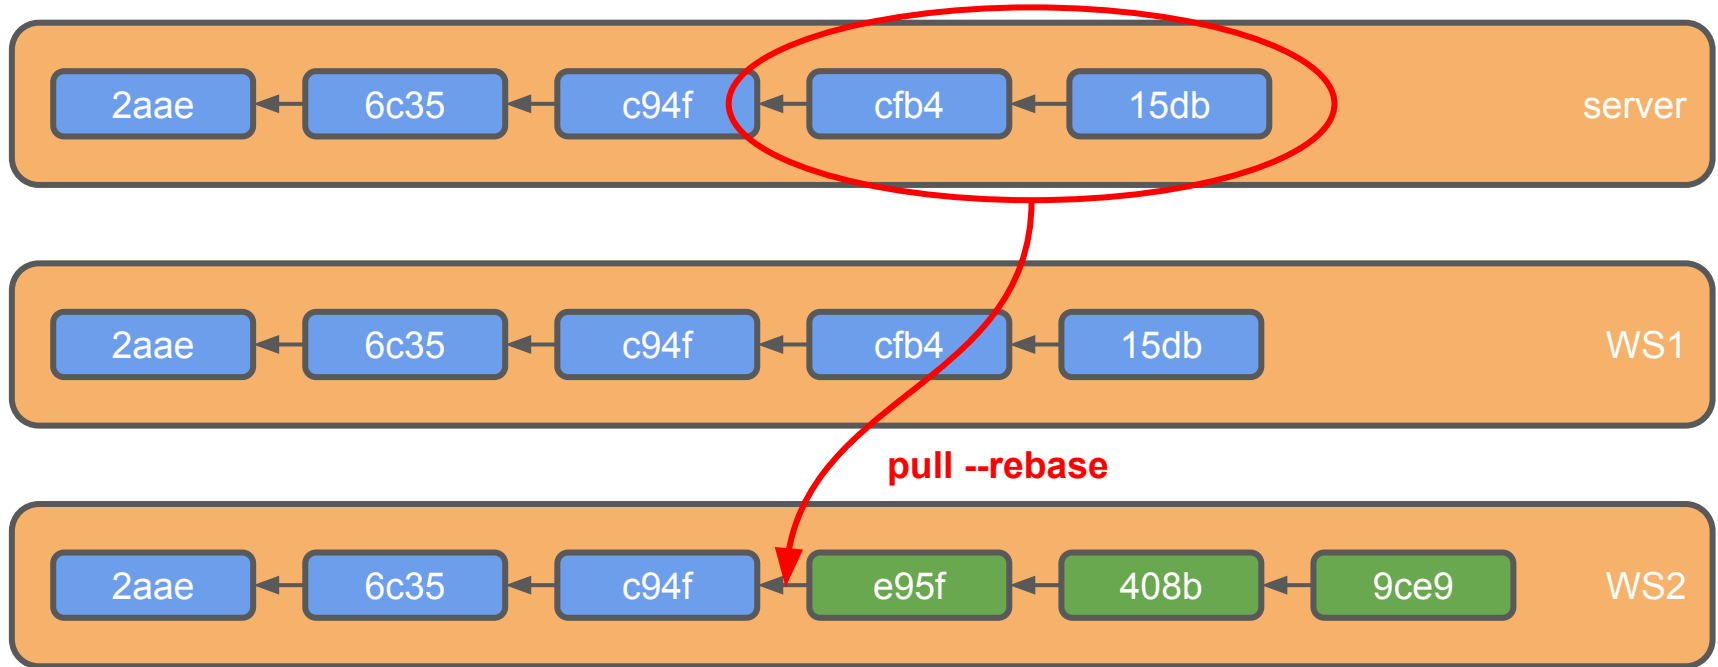 2aae 6c35 c94f cfb4 15db server
2aae 6c35 c94f cfb4 15db WS1
pull --rebase
2aae 6c35 c94f e95f 408b 9ce9 WS2